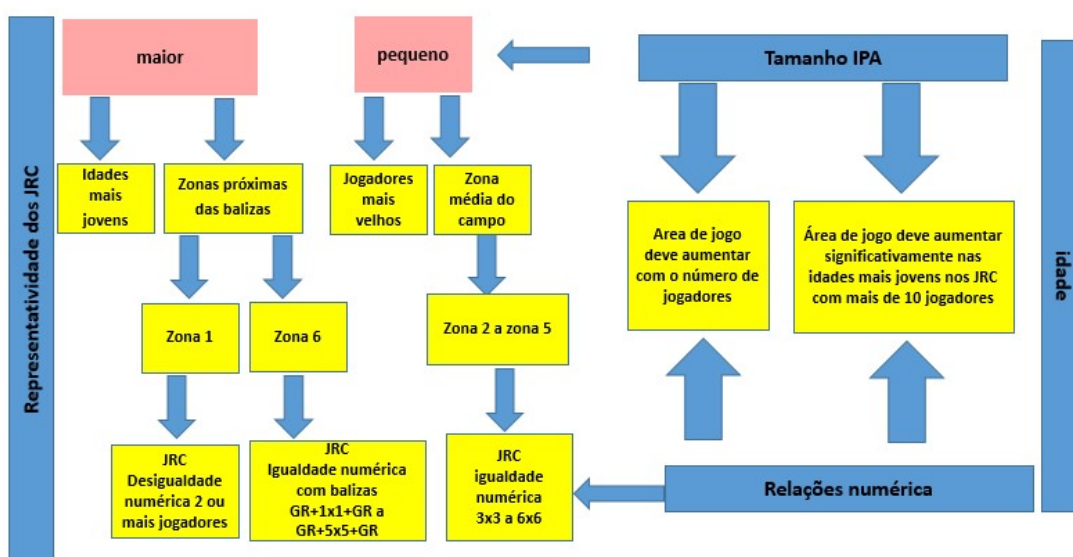 Representatividade dos JRC
maior
pequeno
Tamanho IPA
idade
Idades
mais
jovens
Zonas próximas
das balizas
Jogadores
mais
velhos
Zona
média do
campo
Area de jogo
deve aumentar
com o número de
jogadores
Área de jogo deve aumentar
significativamente nas
idades mais jovens nos JRC
com mais de 10 jogadores
Zona 1
Zona 6
Zona 2 a zona 5
JRC
Desigualdade
numérica 2 ou
mais jogadores
JRC
Igualdade numérica
com balizas
GR+1x1+GR a
GR+5x5+GR
JRC
igualdade
numérica
3x3 a 6x6
Relações numérica